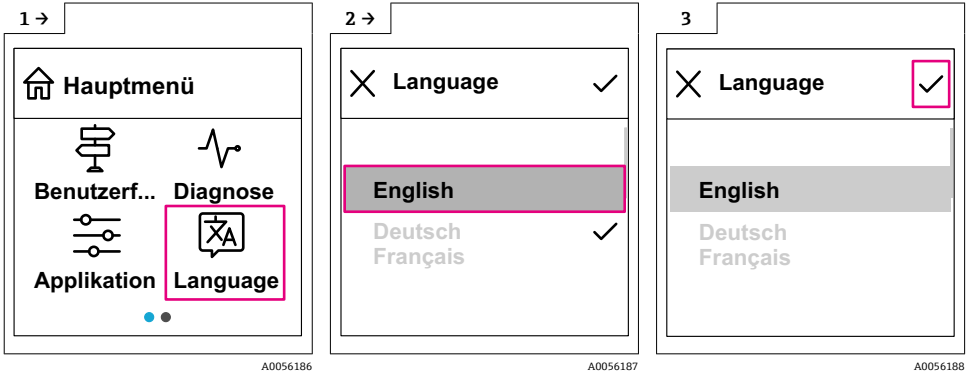 1 →
Hauptmenü
Benutzerf... Diagnose
Applikation Language
A0056186
2 →
Language
English
Deutsch
Français
A0056187
3
Language
English
Deutsch
Français
A0056188